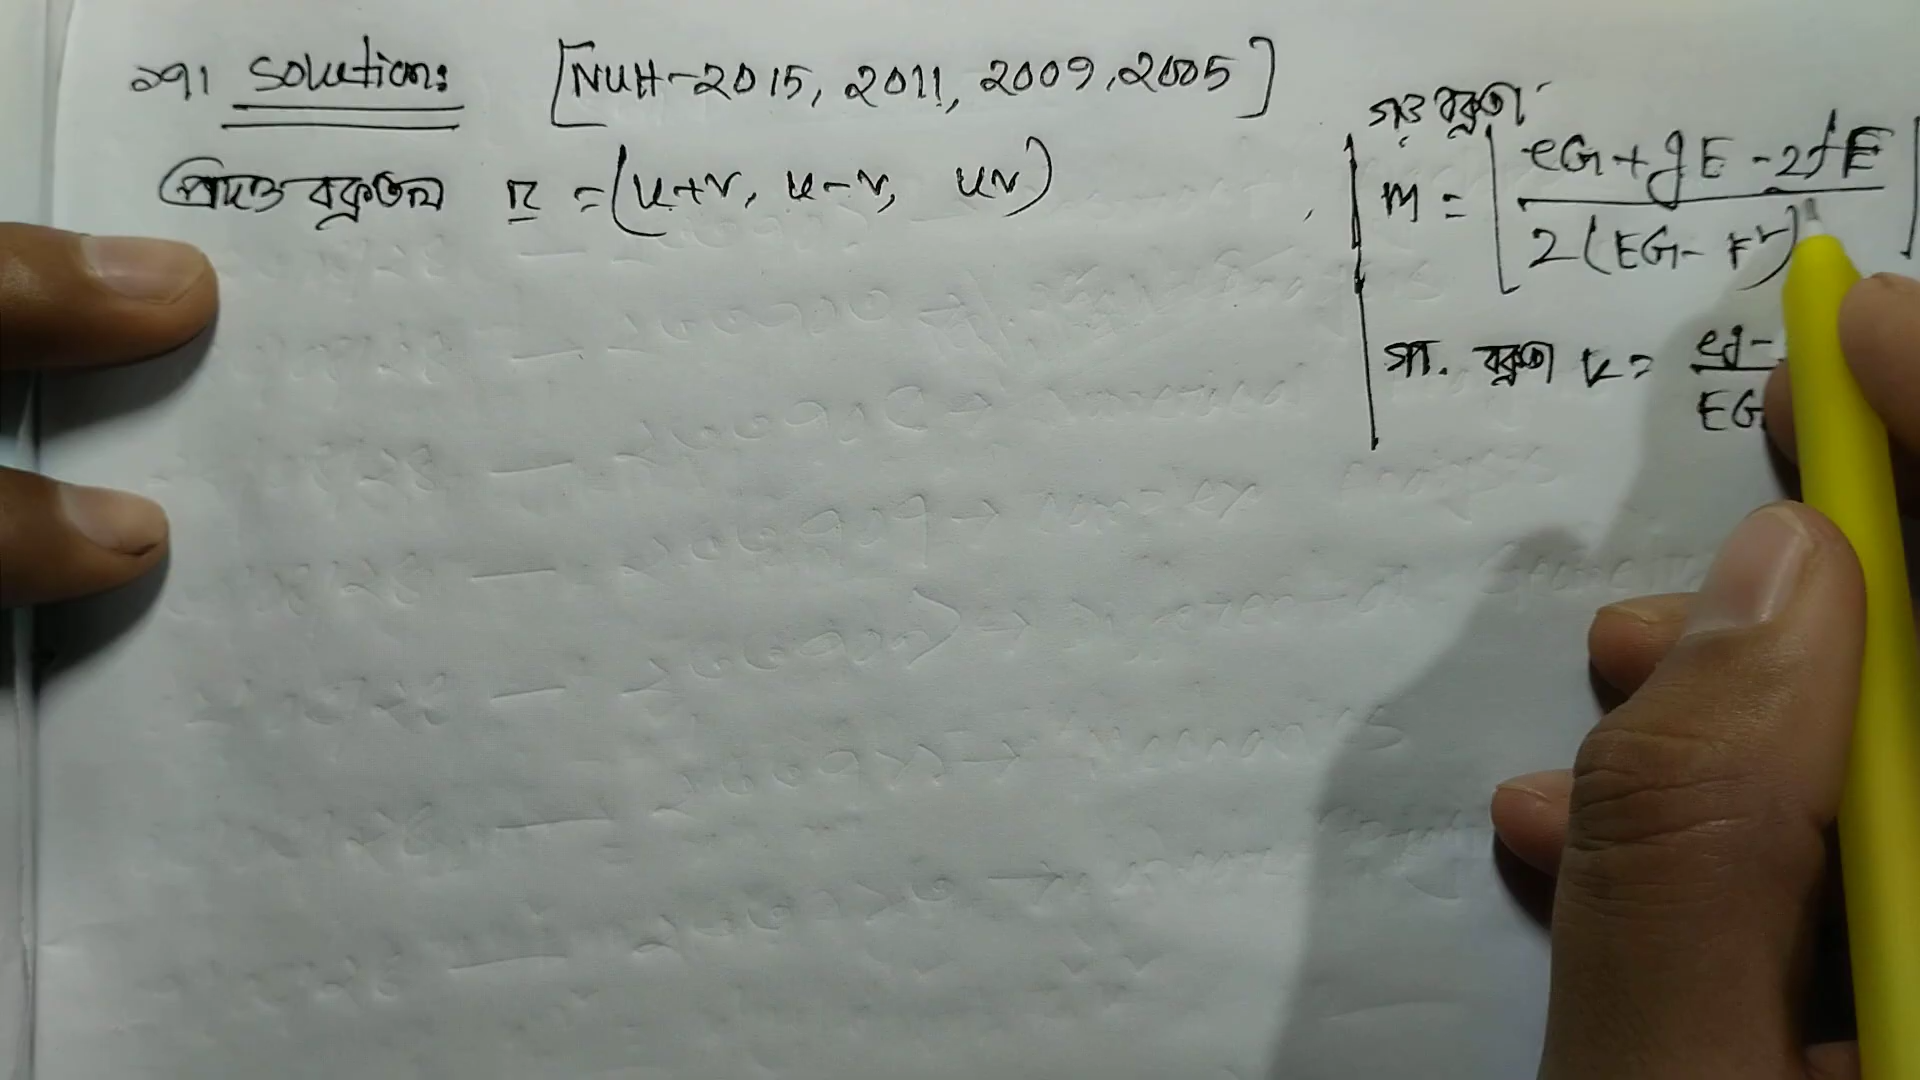 ২৭। Solution: [NUH-2015, 2011, 2009, 2005]
প্রদত্ত বক্রতল r = (u+v, u-v, uv)
গড় বক্রতা
M = [ eG + gE - 2fF / 2(EG - F²) ]
গা. বক্রতা K = eg- / EG